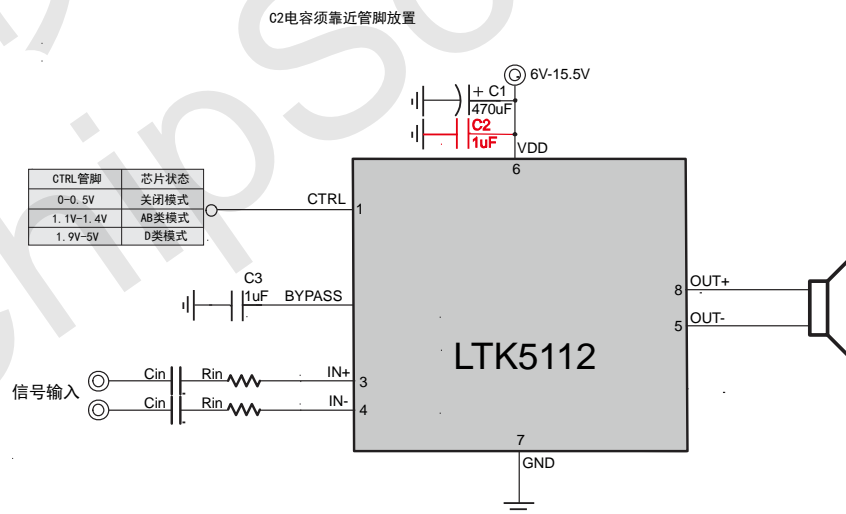 C2电容须靠近管脚放置
6V-15.5V
+ C1
470uF
C2
1uF
VDD
6
CTRL管脚 芯片状态
0-0.5V 关闭模式
1.1V-1.4V AB类模式
1.9V-5V D类模式
CTRL
1
C3
1uF
BYPASS
8
OUT+
5
OUT-
LTK5112
信号输入
Cin
Rin
IN+
3
Cin
Rin
IN-
4
7
GND